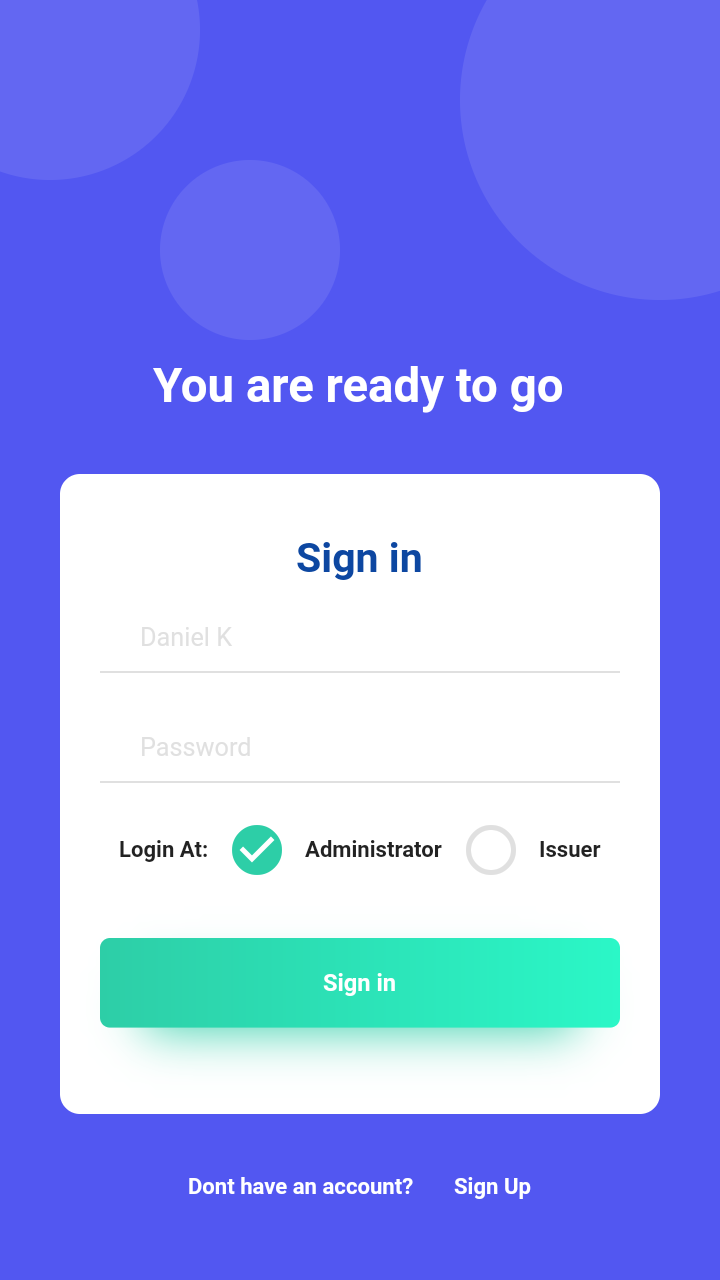 You are ready to go
Sign in
Daniel K
Password
Login At: Administrator Issuer
Sign in
Dont have an account? Sign Up